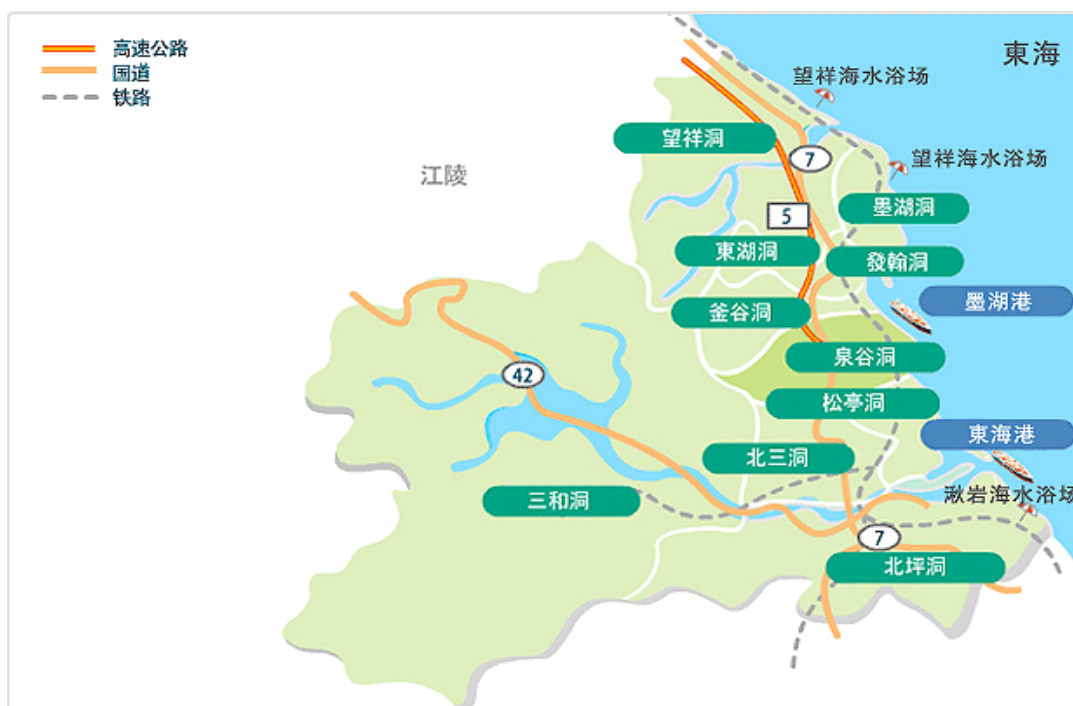 高速公路
国道
铁路
東海
望祥海水浴场
望祥洞
7
望祥海水浴场
江陵
5
墨湖洞
東湖洞
發翰洞
墨湖港
釜谷洞
泉谷洞
42
松亭洞
東海港
北三洞
三和洞
湫岩海水浴场
7
北坪洞